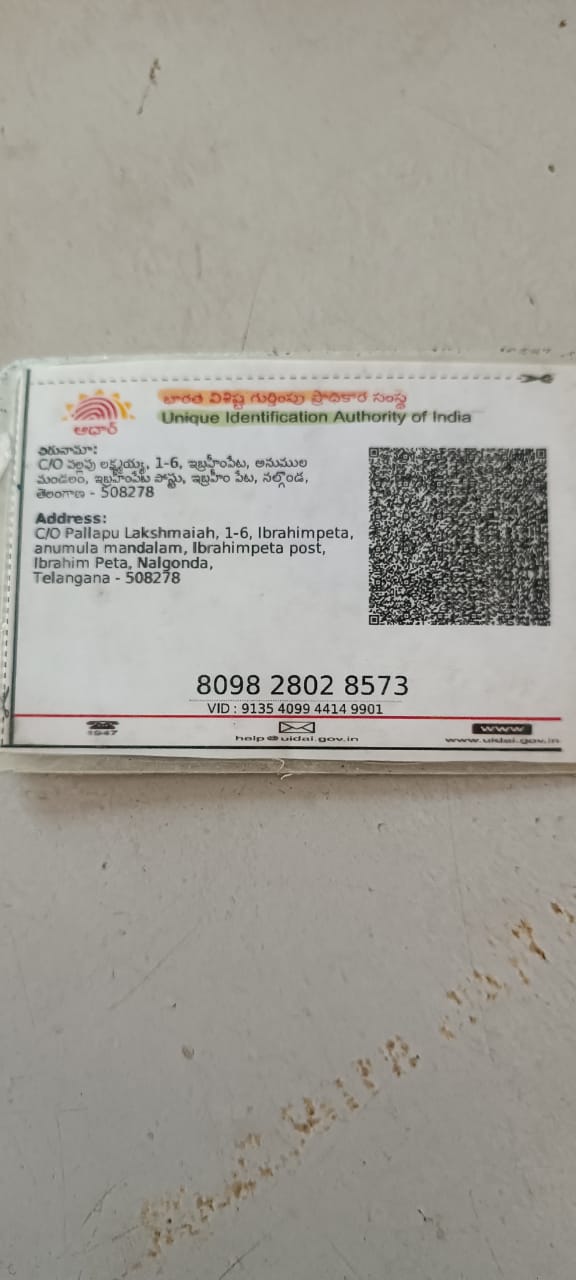 భారత విశిష్ట గుర్తింపు ప్రాధికార సంస్థ
Unique Identification Authority of India
ఆధార్
చిరునామా:
C/O పల్లపు లక్ష్మయ్య, 1-6, ఇబ్రహీంపేట, అనుముల
మండలం, ఇబ్రహీంపేట పోస్టు, ఇబ్రహీం పేట, నల్గొండ,
తెలంగాణ - 508278
Address:
C/O Pallapu Lakshmaiah, 1-6, Ibrahimpeta,
anumula mandalam, Ibrahimpeta post,
Ibrahim Peta, Nalgonda,
Telangana - 508278
8098 2802 8573
VID : 9135 4099 4414 9901
1947
help@uidai.gov.in
www
www.uidai.gov.in